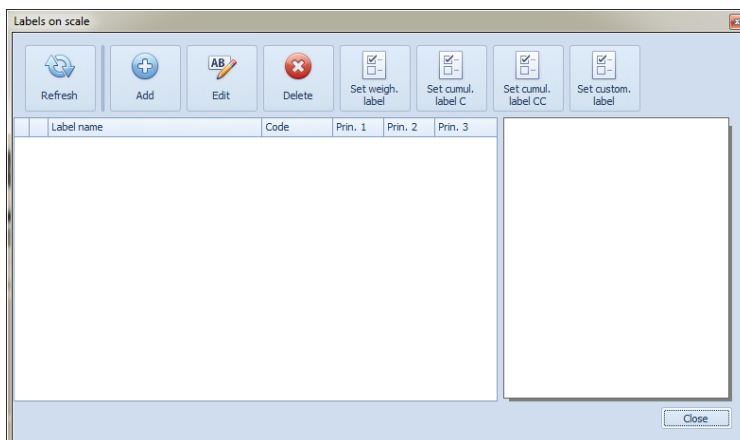 Labels on scale
Refresh
Add
AB
Edit
Delete
Set weigh.
label
Set cumul.
label C
Set cumul.
label CC
Set custom.
label
Label name Code Prin. 1 Prin. 2 Prin. 3
Close